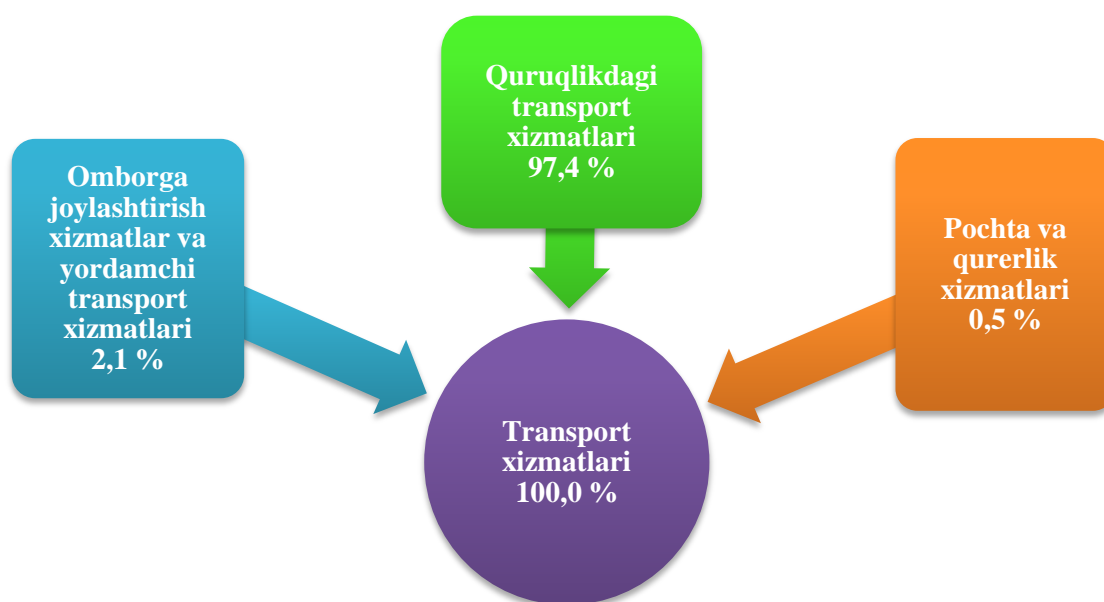 Quruqlikdagi
transport
xizmatlari
97,4 %
Omborga
joylashtirish
xizmatlar va
yordamchi
transport
xizmatlari
2,1 %
Pochta va
qurerlik
xizmatlari
0,5 %
Transport
xizmatlari
100,0 %